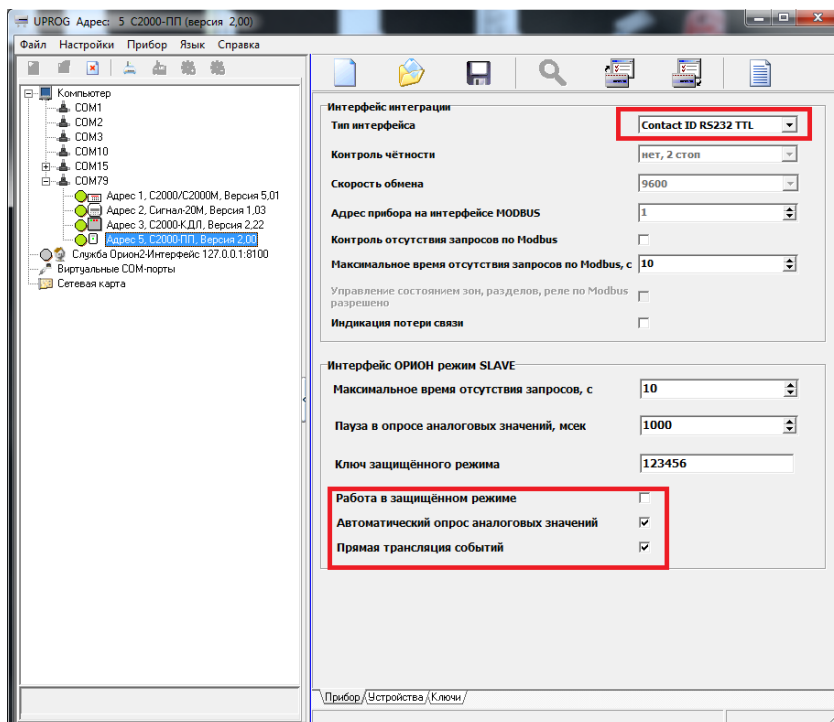 UPROG Адрес: 5 С2000-ПП (версия 2,00)
Файл Настройки Прибор Язык Справка
Компьютер
COM1
COM2
COM3
COM10
COM15
COM79
Адрес 1, С2000/С2000М, Версия 5,01
Адрес 2, Сигнал-20М, Версия 1,03
Адрес 3, С2000-КДЛ, Версия 2,22
Адрес 5, С2000-ПП, Версия 2,00
Служба Орион2-Интерфейс 127.0.0.1:8100
Виртуальные COM-порты
Сетевая карта
Интерфейс интеграции
Тип интерфейса Contact ID RS232 TTL
Контроль чётности нет, 2 стоп
Скорость обмена 9600
Адрес прибора на интерфейсе MODBUS 1
Контроль отсутствия запросов по Modbus
Максимальное время отсутствия запросов по Modbus, с 10
Управление состоянием зон, разделов, реле по Modbus
разрешено
Индикация потери связи
Интерфейс ОРИОН режим SLAVE
Максимальное время отсутствия запросов, с 10
Пауза в опросе аналоговых значений, мсек 1000
Ключ защищённого режима 123456
Работа в защищённом режиме
Автоматический опрос аналоговых значений
Прямая трансляция событий
Прибор Устройства Ключи